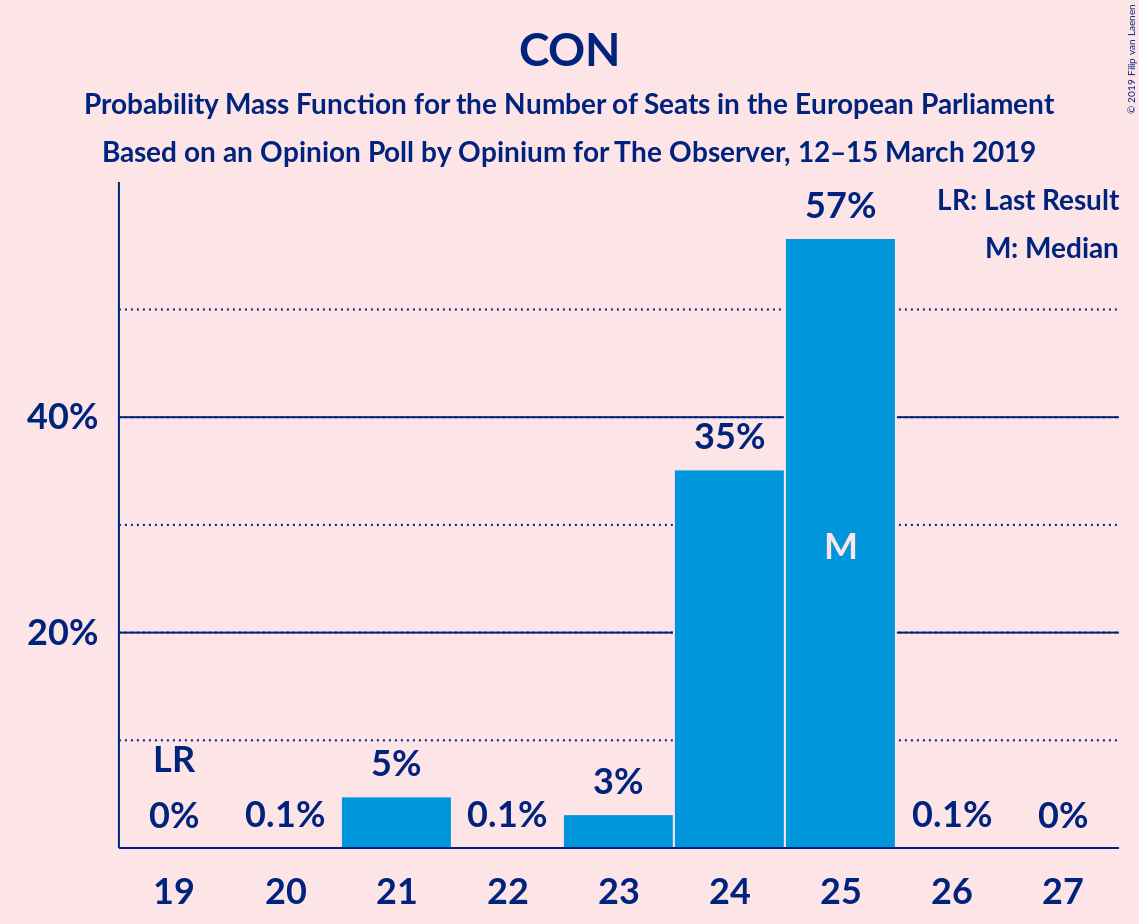 CON
Probability Mass Function for the Number of Seats in the European Parliament
Based on an Opinion Poll by Opinium for The Observer, 12–15 March 2019
© 2019 Filip van Laenen
LR: Last Result
M: Median
57%
40%
35%
M
20%
LR
5%
3%
0%
0.1%
0.1%
0.1%
0%
19
20
21
22
23
24
25
26
27